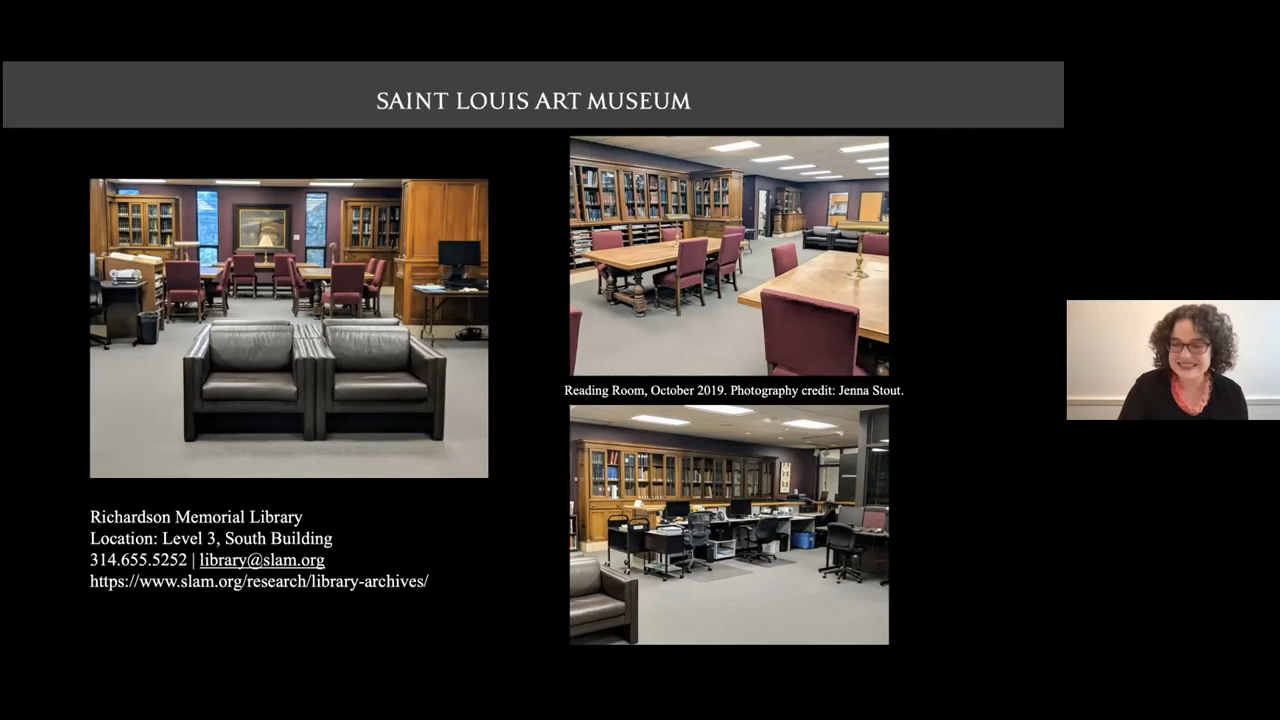 SAINT LOUIS ART MUSEUM
Reading Room, October 2019. Photography credit: Jenna Stout.
Richardson Memorial Library
Location: Level 3, South Building
314.655.5252 | library@slam.org
https://www.slam.org/research/library-archives/